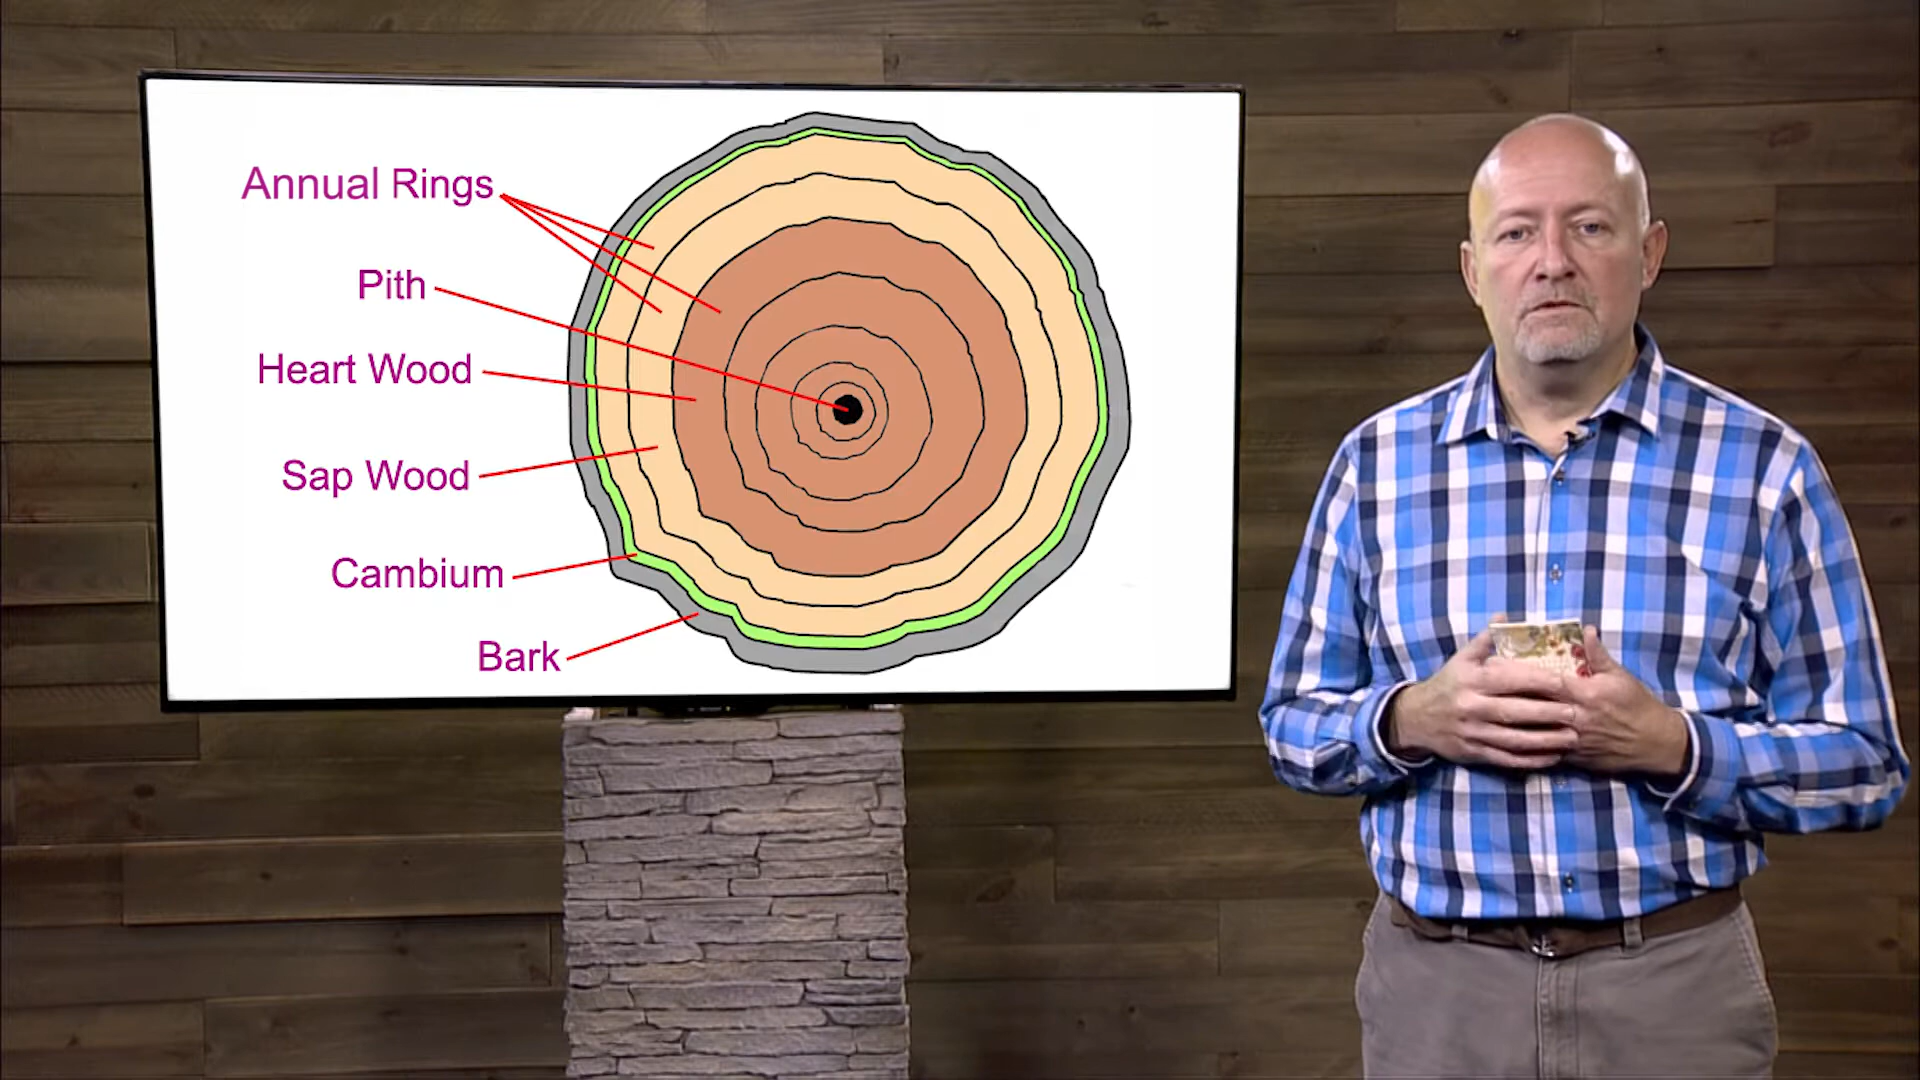 Annual Rings
Pith
Heart Wood
Sap Wood
Cambium
Bark